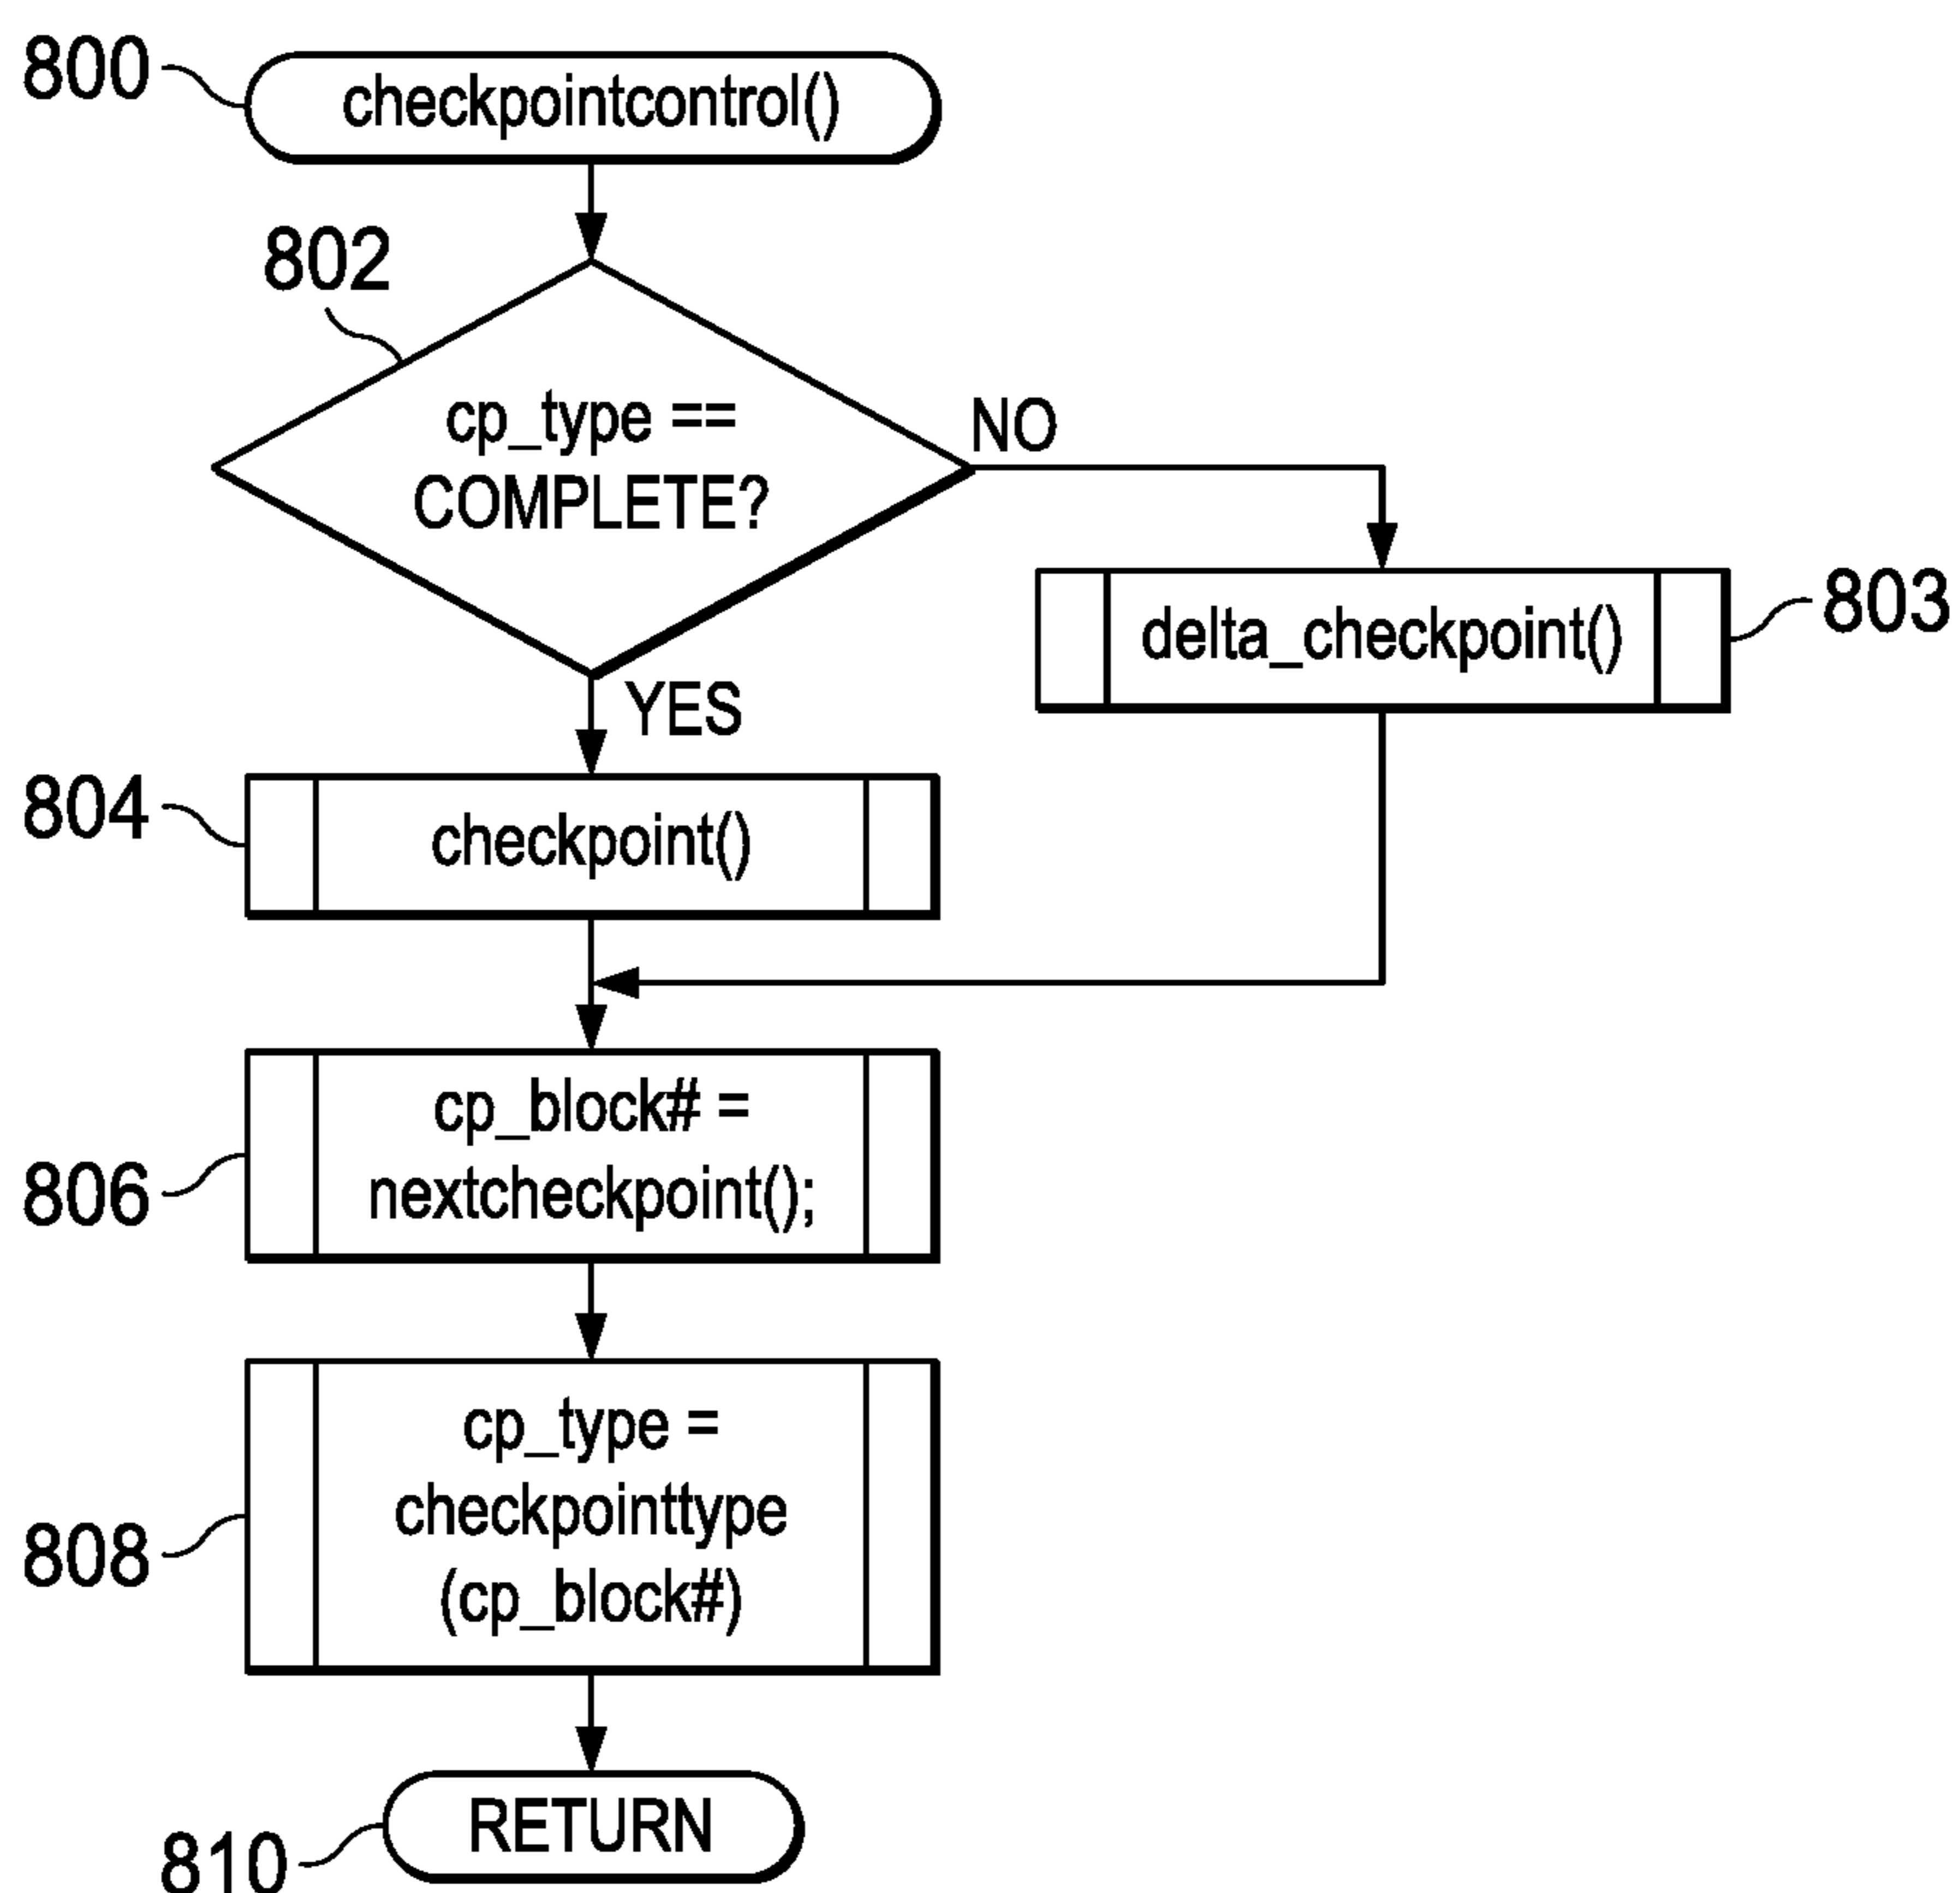 800
checkpointcontrol()
802
cp_type ==
COMPLETE?
NO
delta_checkpoint()
803
YES
804
checkpoint()
cp_block# =
nextcheckpoint();
806
cp_type =
checkpointtype
(cp_block#)
808
RETURN
810